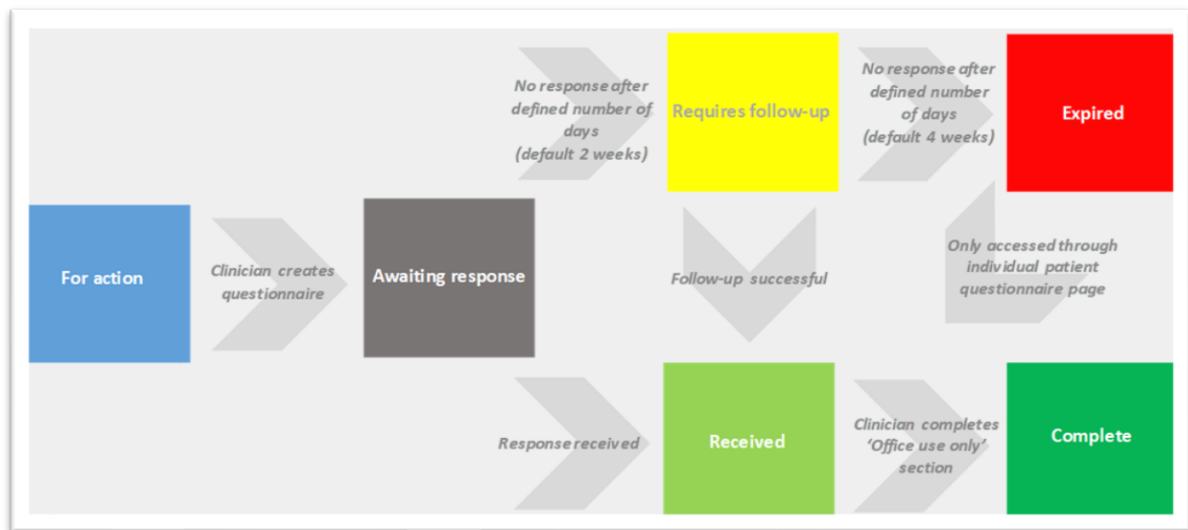 No response after
defined number of
days
(default 2 weeks)
Requires follow-up
No response after
defined number
of days
(default 4 weeks)
Expired
For action
Clinician creates
questionnaire
Awaiting response
Follow-up successful
Only accessed through
individual patient
questionnaire page
Response received
Received
Clinician completes
‘Office use only’
section
Complete